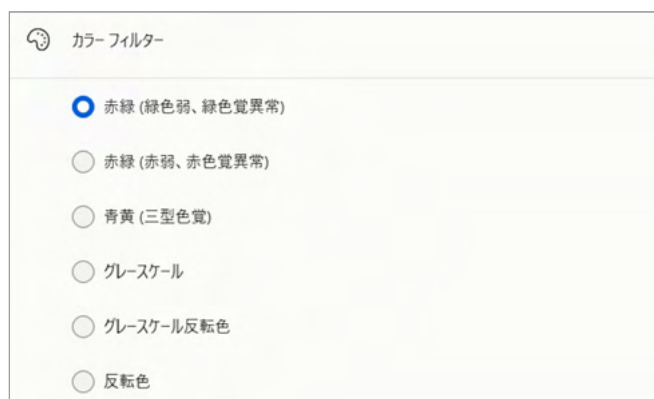 カラー フィルター
赤緑 (緑色弱、緑色覚異常)
赤緑 (赤弱、赤色覚異常)
青黄 (三型色覚)
グレースケール
グレースケール反転色
反転色